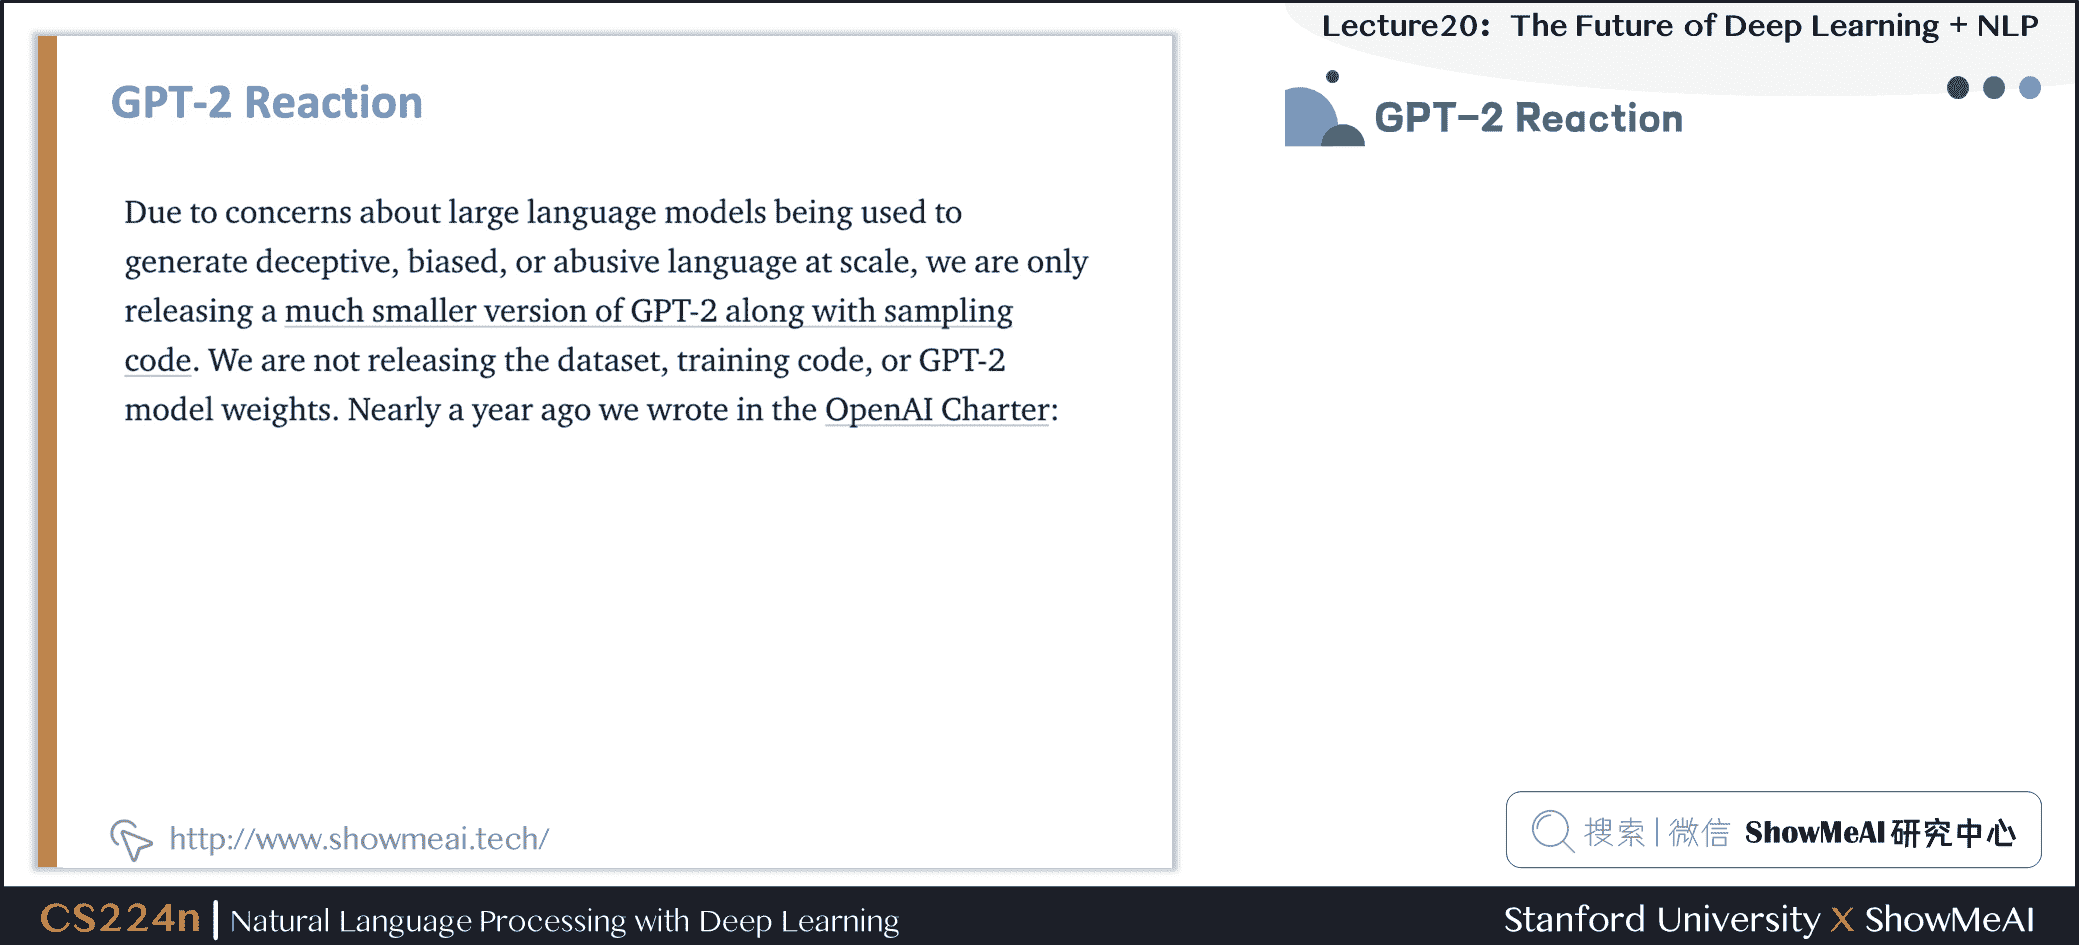 Lecture20: The Future of Deep Learning + NLP
GPT-2 Reaction
Due to concerns about large language models being used to
generate deceptive, biased, or abusive language at scale, we are only
releasing a much smaller version of GPT-2 along with sampling
code. We are not releasing the dataset, training code, or GPT-2
model weights. Nearly a year ago we wrote in the OpenAI Charter:
http://www.showmeai.tech/
GPT-2 Reaction
搜索 | 微信 ShowMeAI 研究中心
CS224n | Natural Language Processing with Deep Learning
Stanford University X ShowMeAI